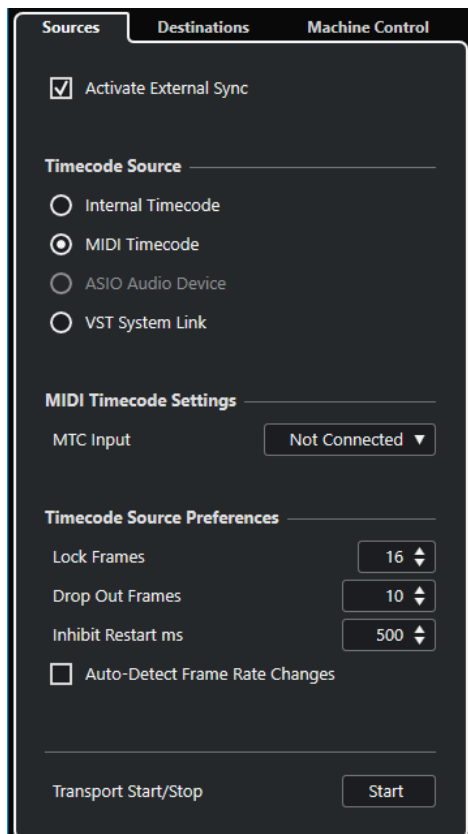 Sources Destinations Machine Control
Activate External Sync
Timecode Source
Internal Timecode
MIDI Timecode
ASIO Audio Device
VST System Link
MIDI Timecode Settings
MTC Input Not Connected
Timecode Source Preferences
Lock Frames 16
Drop Out Frames 10
Inhibit Restart ms 500
Auto-Detect Frame Rate Changes
Transport Start/Stop Start